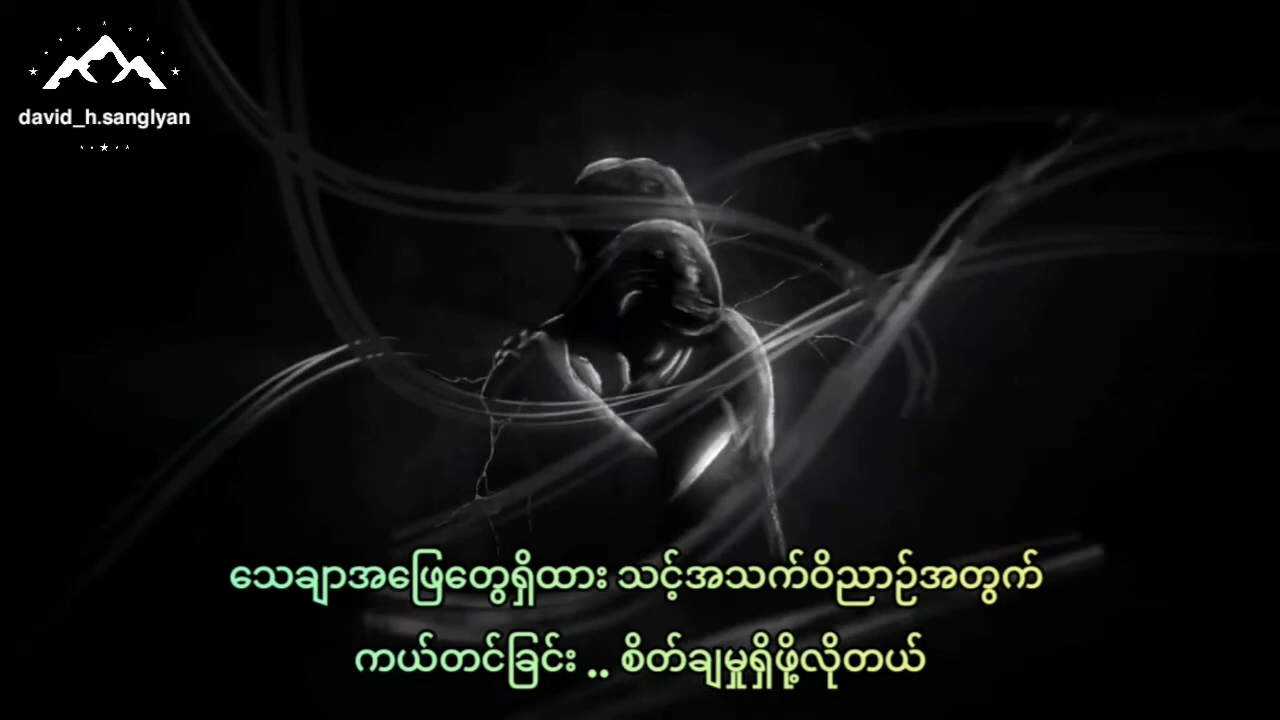 david_h.sanglyan
သေချာအဖြေတွေရှိထား သင့်အသက်ဝိညာဉ်အတွက်
ကယ်တင်ခြင်း .. စိတ်ချမှုရှိဖို့လိုတယ်